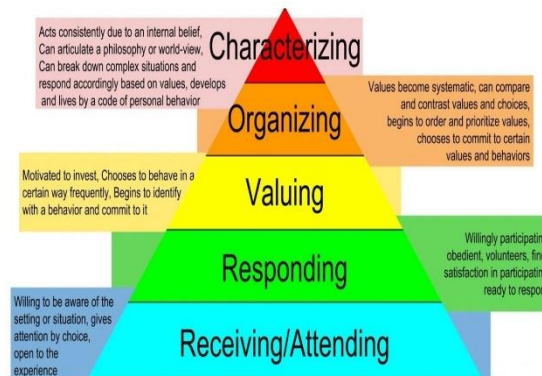 Acts consistently due to an internal belief,
Can articulate a philosophy or world-view,
Can break down complex situations and
respond accordingly based on values, develops
and lives by a code of personal behavior
Characterizing
Values become systematic, can compare
and contrast values and choices,
begins to order and prioritize values,
chooses to commit to certain
values and behaviors
Organizing
Motivated to invest, Chooses to behave in a
certain way frequently, Begins to identify
with a behavior and commit to it
Valuing
Willingly participating
obedient, volunteers,
satisfaction in
ready to
Responding
Willing to be aware of the
setting or situation, gives
attention by choice,
open to the
experience
Receiving/Attending